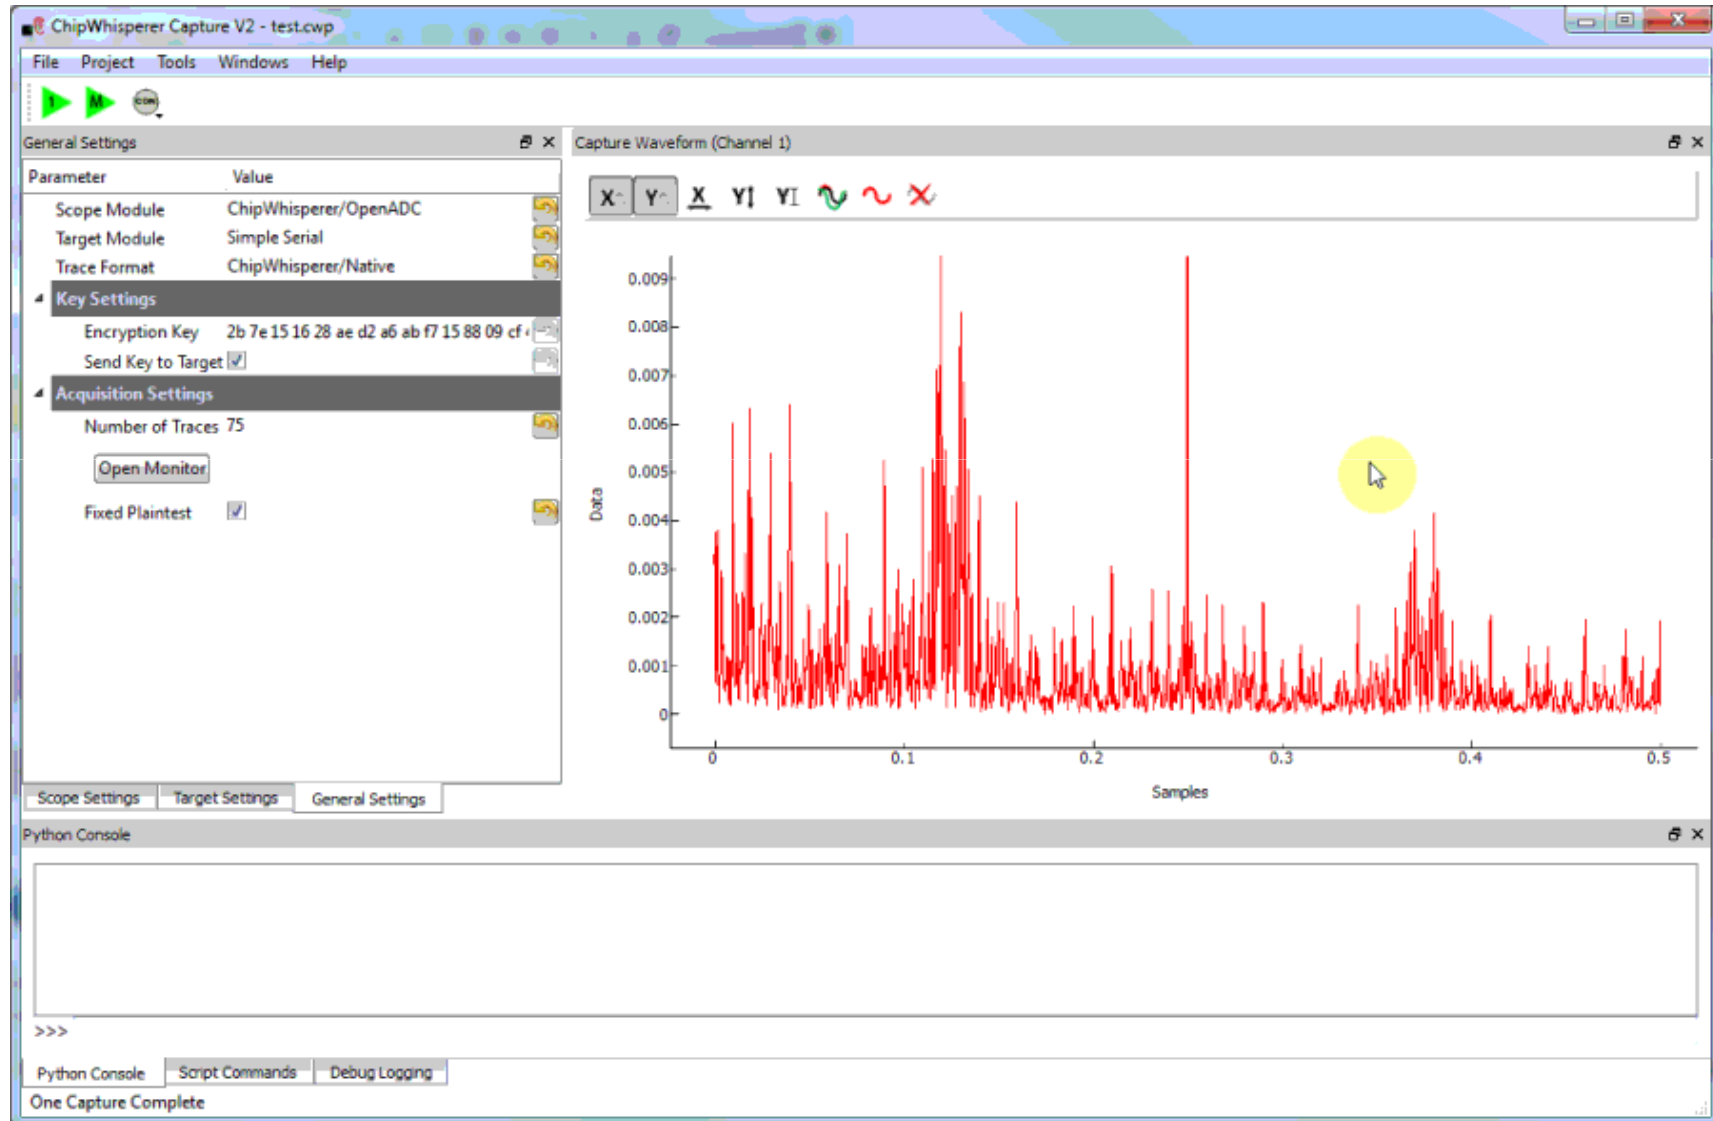 ChipWhisperer Capture V2 - test.cwp
File Project Tools Windows Help
1 M CON
General Settings
Parameter Value
Scope Module ChipWhisperer/OpenADC
Target Module Simple Serial
Trace Format ChipWhisperer/Native
Key Settings
Encryption Key 2b 7e 15 16 28 ae d2 a6 ab f7 15 88 09 cf
Send Key to Target
Acquisition Settings
Number of Traces 75
Open Monitor
Fixed Plaintest
Scope Settings Target Settings General Settings
Capture Waveform (Channel 1)
X Y X Y Y
0.009
0.008
0.007
0.006
0.005
0.004
0.003
0.002
0.001
0
Data
0 0.1 0.2 0.3 0.4 0.5
Samples
Python Console
>>>
Python Console Script Commands Debug Logging
One Capture Complete